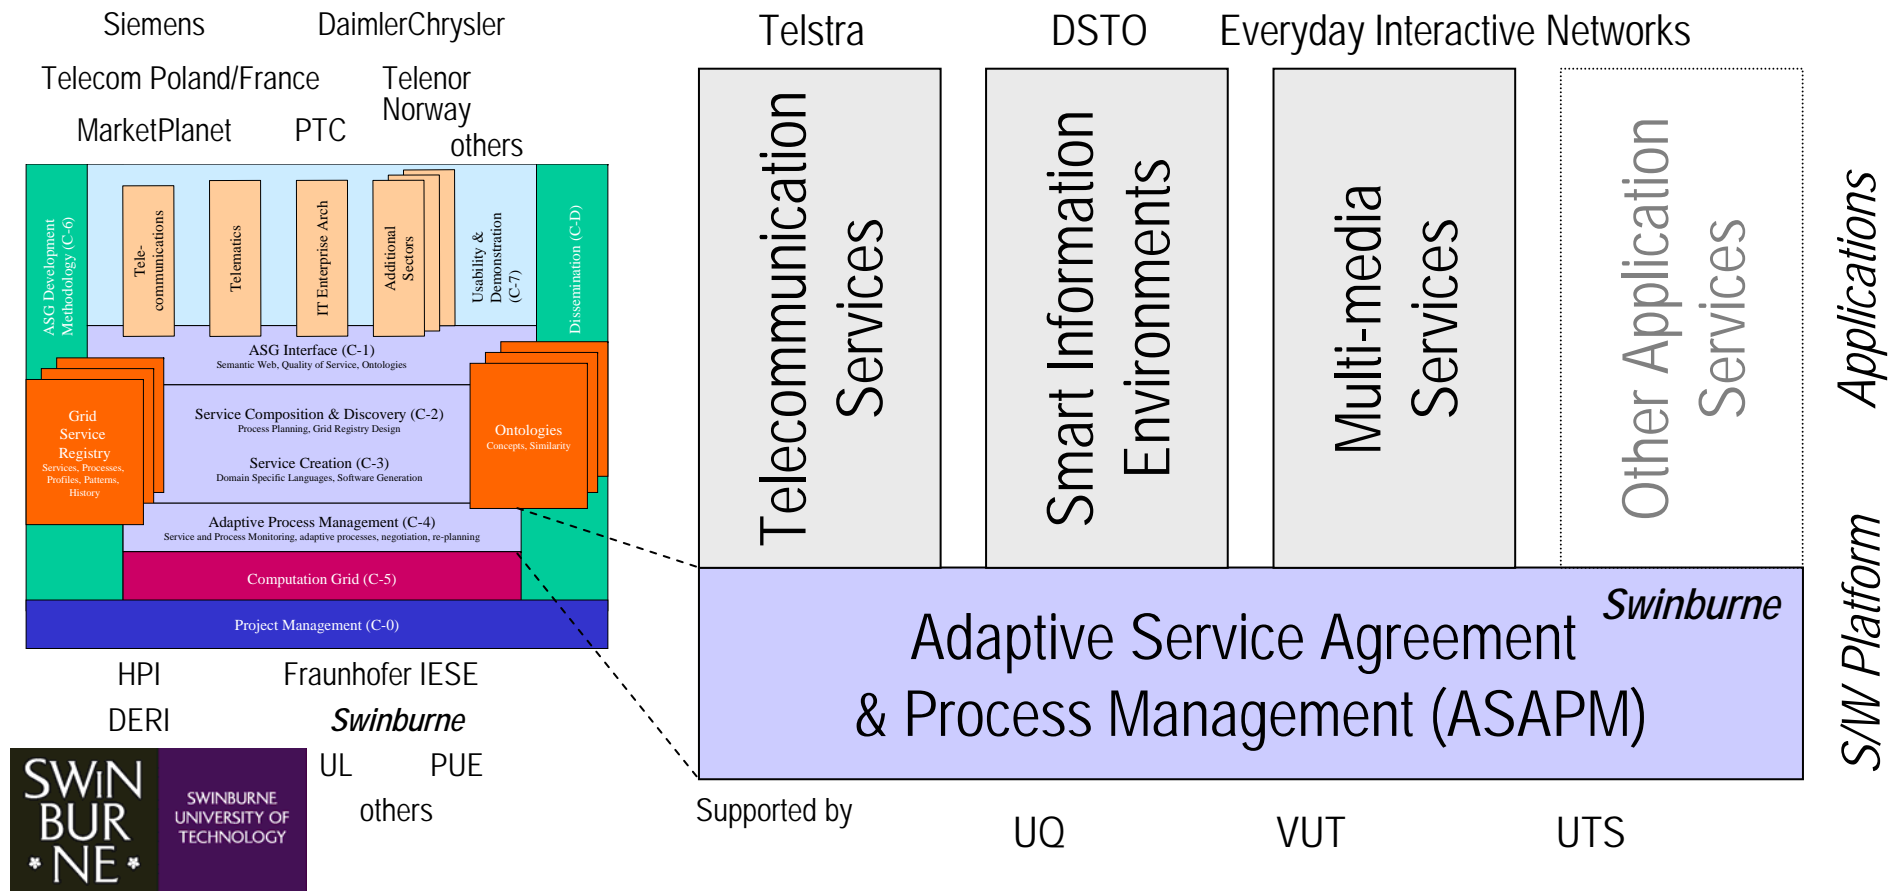 Siemens
DaimlerChrysler
Telecom Poland/France
Telenor
Norway
MarketPlanet
PTC
others
ASG Development
Methodology (C-6)
Tele-
communications
Telematics
IT Enterprise Arch
Additional
Sectors
Usability &
Demonstration
(C-7)
Dissemination (C-D)
ASG Interface (C-1)
Semantic Web, Quality of Service, Ontologies
Grid
Service
Registry
Services, Processes,
Profiles, Patterns,
History
Service Composition & Discovery (C-2)
Process Planning, Grid Registry Design
Service Creation (C-3)
Domain Specific Languages, Software Generation
Ontologies
Concepts, Similarity
Adaptive Process Management (C-4)
Service and Process Monitoring, adaptive processes, negotiation, re-planning
Computation Grid (C-5)
Project Management (C-0)
HPI
Fraunhofer IESE
DERI
Swinburne
UL
PUE
others
SWIN
BUR
NE
SWINBURNE
UNIVERSITY OF
TECHNOLOGY
Telstra
DSTO
Everyday Interactive Networks
Telecommunication
Services
Smart Information
Environments
Multi-media
Services
Other Application
Services
Applications
S/W Platform
Swinburne
Adaptive Service Agreement
& Process Management (ASAPM)
Supported by
UQ
VUT
UTS